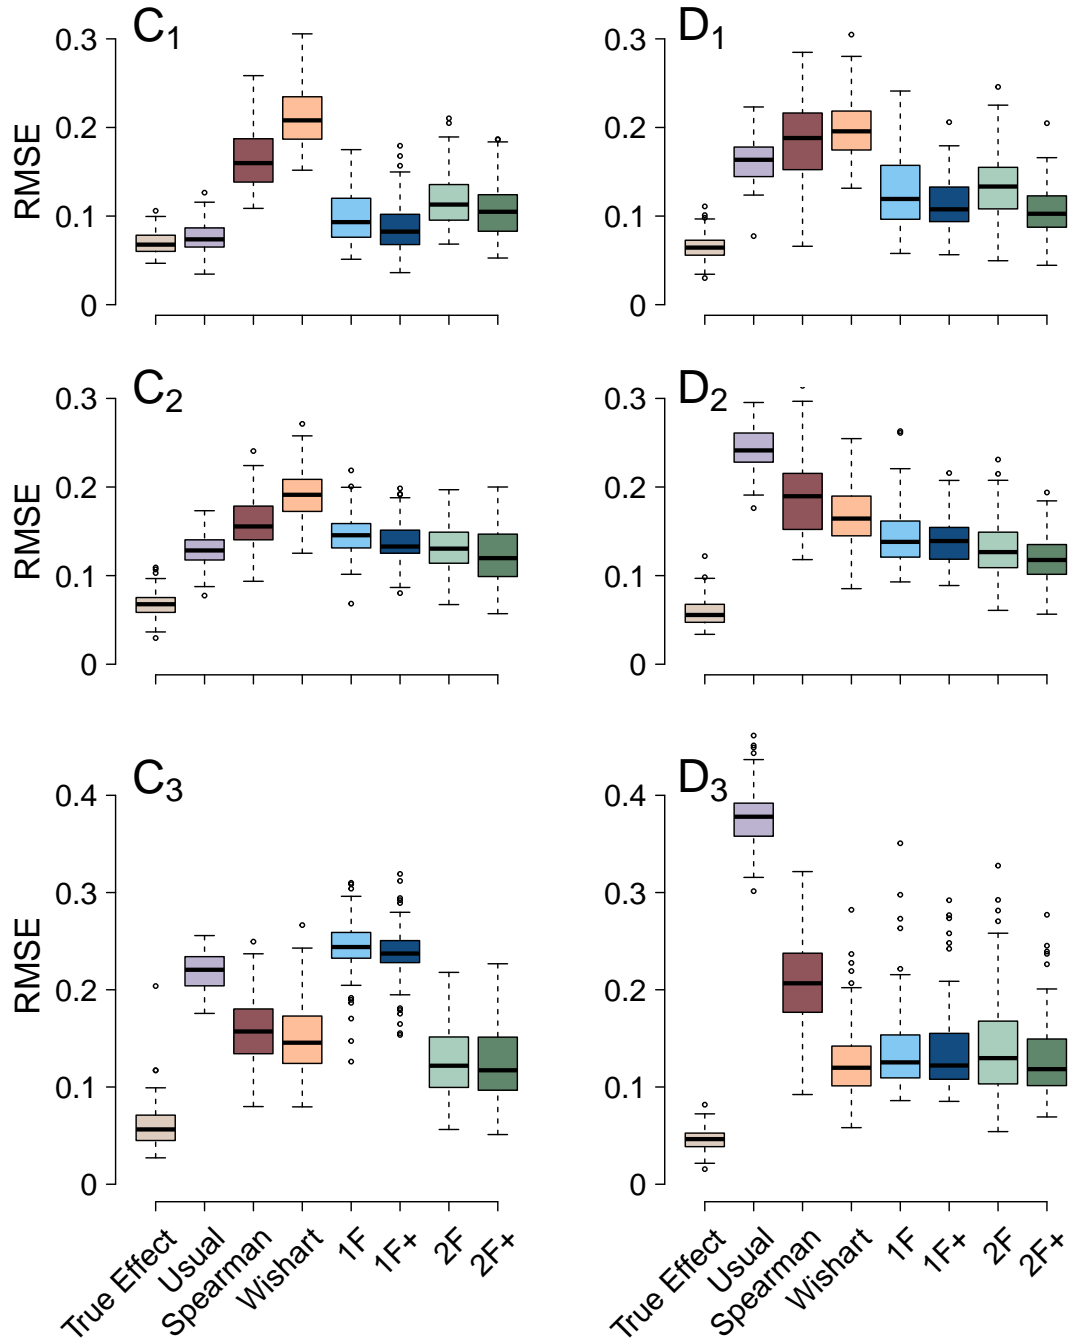 C1
D1
0.3
0.2
0.1
0
RMSE
0.3
0.2
0.1
0
C2
D2
0.3
0.2
0.1
0
RMSE
0.3
0.2
0.1
0
C3
D3
0.4
0.3
0.2
0.1
0
RMSE
0.4
0.3
0.2
0.1
0
True Effect
Usual
Spearman
Wishart
1F
1F+
2F
2F+
True Effect
Usual
Spearman
Wishart
1F
1F+
2F
2F+